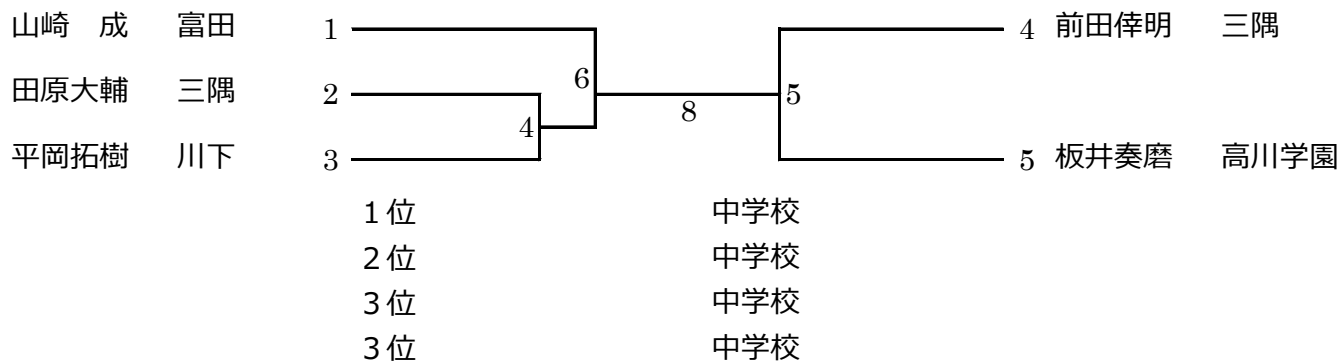 山崎　成　富田　1　4　前田倖明　三隅
6
田原大輔　三隅　2　5
8
4
平岡拓樹　川下　3　5　板井奏磨　高川学園
１位　中学校
２位　中学校
３位　中学校
３位　中学校